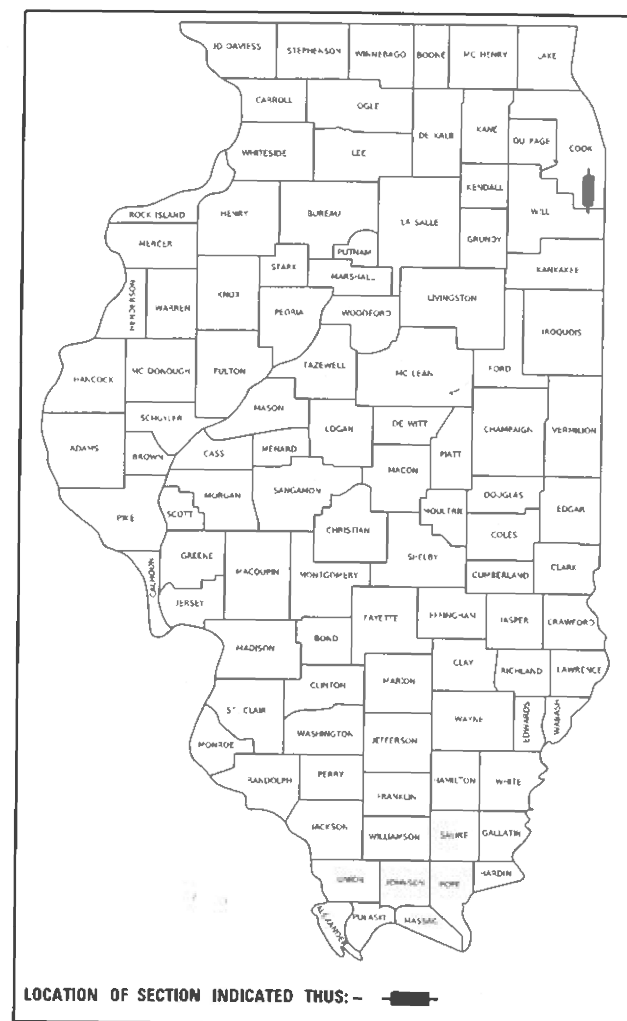 JO DAVIESS STEPHENSON WINNEBAGO BOONE MC HENRY LAKE
CARROLL OGLE DE KALB KANE DU PAGE COOK
WHITESIDE LEE KENDALL WILL
ROCK ISLAND HENRY BUREAU LA SALLE GRUNDY
MERCER STARK PUTNAM MARSHALL KANKAKEE
HENDERSON WARREN KNOX PEORIA WOODFORD LIVINGSTON IROQUOIS
HANCOCK MC DONOUGH FULTON TAZEWELL MC LEAN FORD
SCHUYLER MASON LOGAN DE WITT CHAMPAIGN VERMILION
ADAMS BROWN CASS MENARD MACON PIATT
PIKE SCOTT MORGAN SANGAMON CHRISTIAN MOULTRIE DOUGLAS EDGAR
COLES
CALHOUN GREENE MACOUPIN MONTGOMERY SHELBY CUMBERLAND CLARK
JERSEY FAYETTE EFFINGHAM JASPER CRAWFORD
MADISON BOND CLAY RICHLAND LAWRENCE
ST. CLAIR CLINTON MARION WAYNE EDWARDS WABASH
MONROE WASHINGTON JEFFERSON
RANDOLPH PERRY FRANKLIN HAMILTON WHITE
JACKSON WILLIAMSON SALINE GALLATIN
UNION JOHNSON POPE HARDIN
ALEXANDER PULASKI MASSAC
LOCATION OF SECTION INDICATED THUS: -